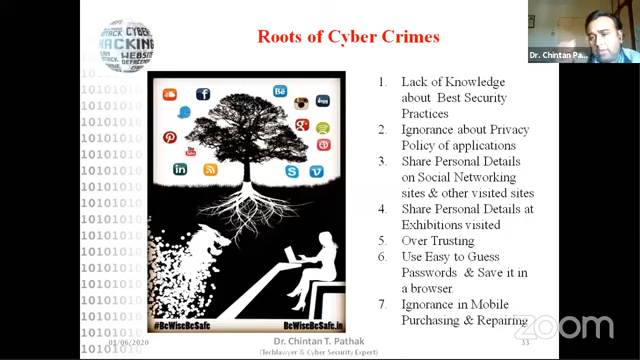 Roots of Cyber Crimes
Dr. Chintan Pa...
CYBER
ATTACK
HACKING
WEBSITE
1. Lack of Knowledge
about Best Security
Practices
2. Ignorance about Privacy
Policy of applications
3. Share Personal Details
on Social Networking
sites & other visited sites
4. Share Personal Details at
Exhibitions visited
5. Over Trusting
6. Use Easy to Guess
Passwords & Save it in
a browser.
7. Ignorance in Mobile
Purchasing & Repairing
#BeWiseBeSafe
BeWiseBeSafe.in
01/06/2020
Dr. Chintan T. Pathak
(Techlawyer & Cyber Security Expert)
33
zoom